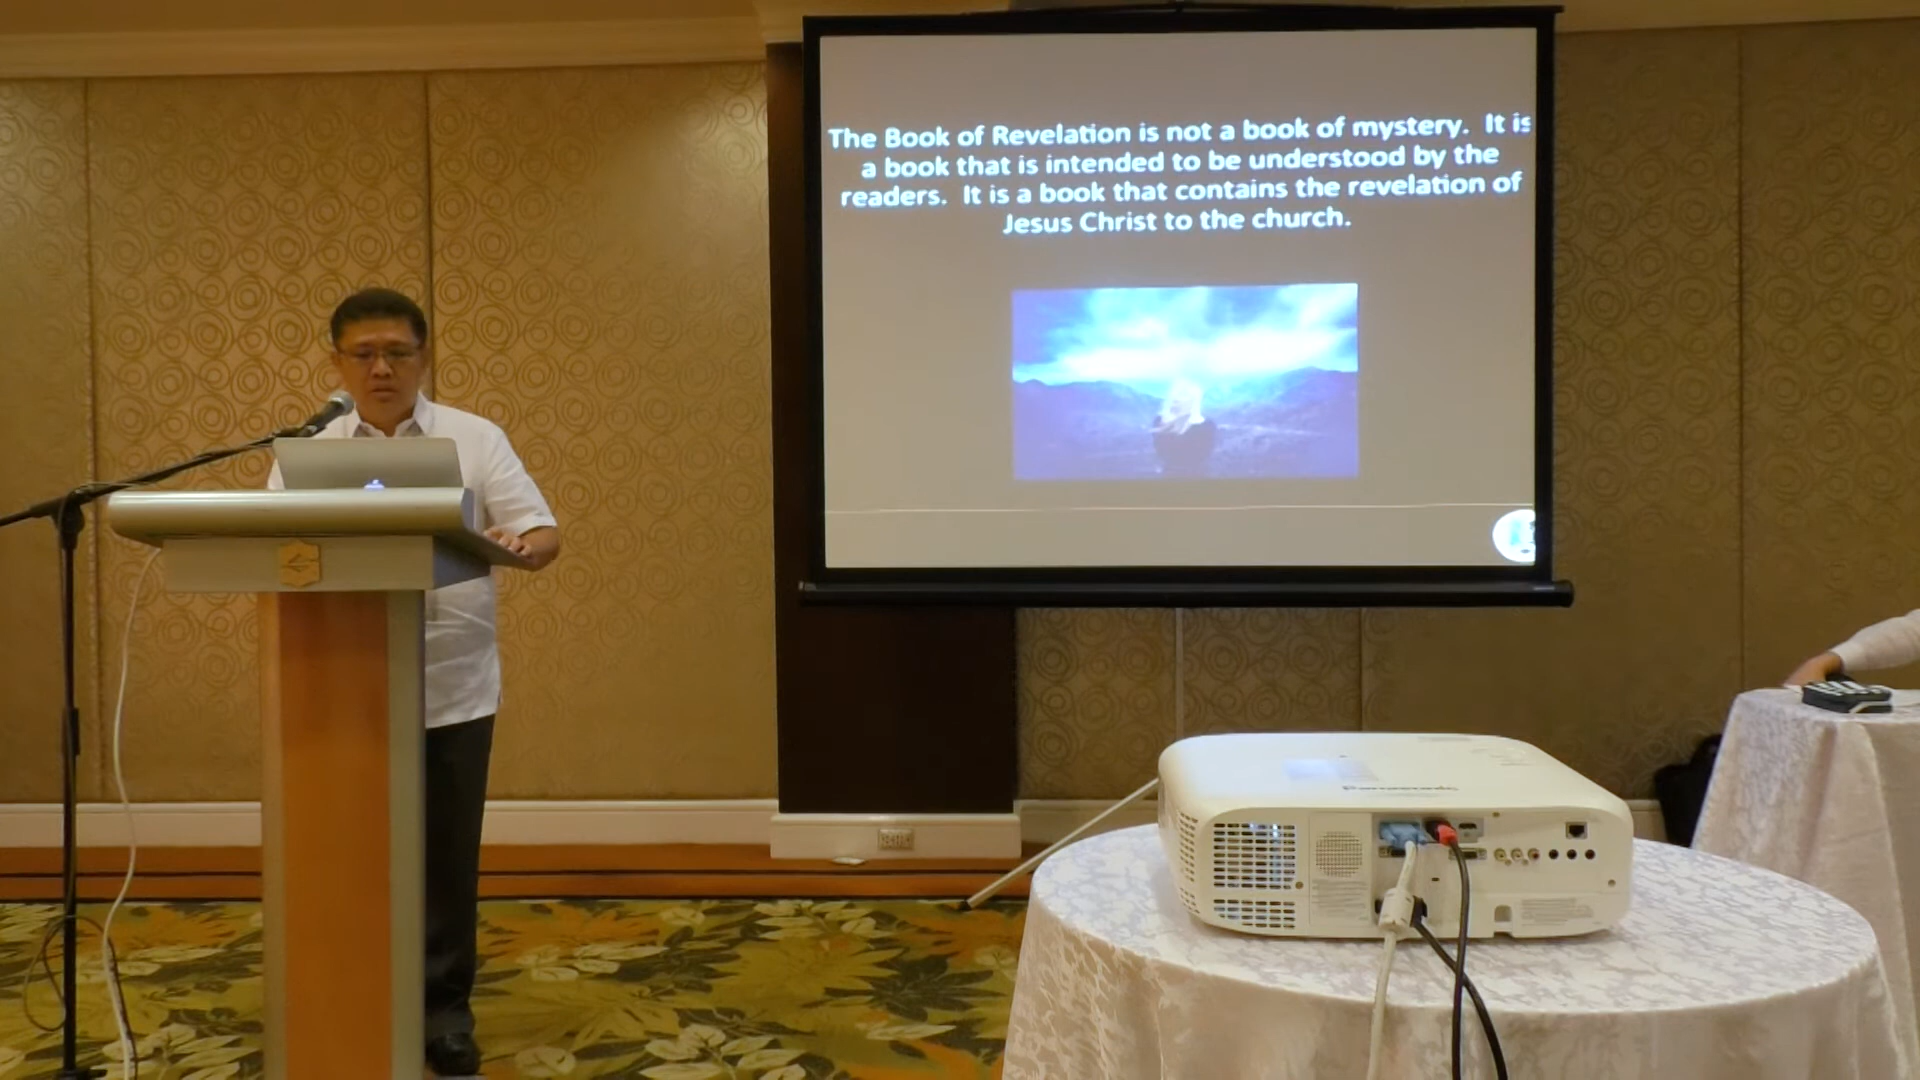 The Book of Revelation is not a book of mystery. It is
a book that is intended to be understood by the
readers. It is a book that contains the revelation of
Jesus Christ to the church.